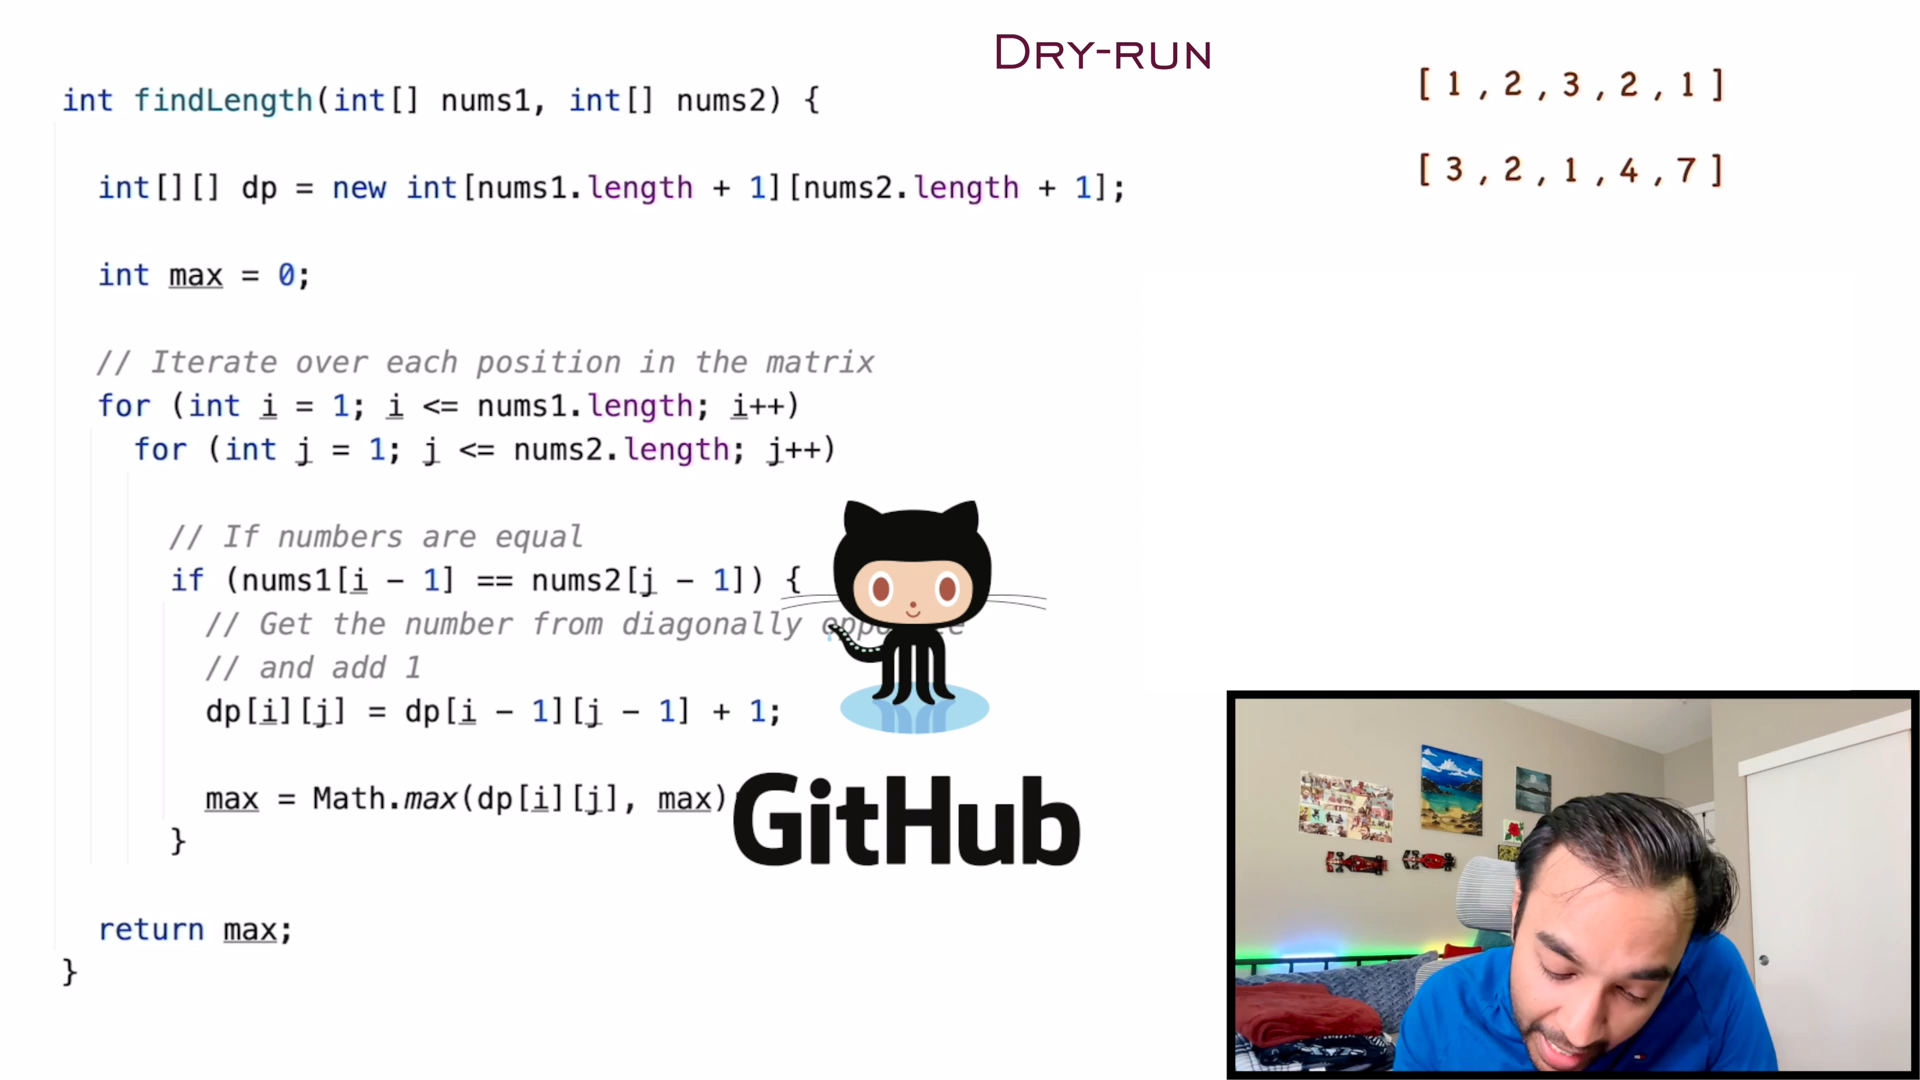 DRY-RUN
int findLength(int[] nums1, int[] nums2) {
int[][] dp = new int[nums1.length + 1][nums2.length + 1];
int max = 0;
// Iterate over each position in the matrix
for (int i = 1; i <= nums1.length; i++)
for (int j = 1; j <= nums2.length; j++)
// If numbers are equal
if (nums1[i - 1] == nums2[j - 1]) {
// Get the number from diagonally
// and add 1
dp[i][j] = dp[i - 1][j - 1] + 1;
max = Math.max(dp[i][j], max)
}
return max;
}
[ 1 , 2 , 3 , 2 , 1 ]
[ 3 , 2 , 1 , 4 , 7 ]
GitHub